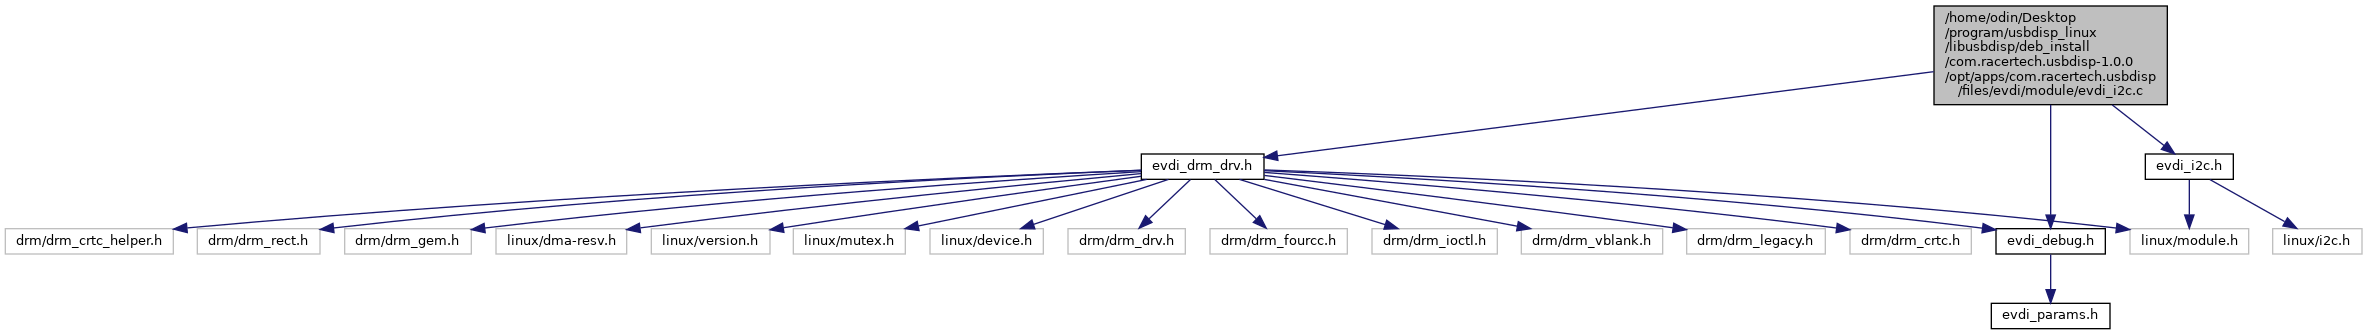 /home/odin/Desktop
/program/usbdisp_linux
/libusbdisp/deb_install
/com.racertech.usbdisp-1.0.0
/opt/apps/com.racertech.usbdisp
/files/evdi/module/evdi_i2c.c
evdi_drm_drv.h
evdi_i2c.h
drm/drm_crtc_helper.h
drm/drm_rect.h
drm/drm_gem.h
linux/dma-resv.h
linux/version.h
linux/mutex.h
linux/device.h
drm/drm_drv.h
drm/drm_fourcc.h
drm/drm_ioctl.h
drm/drm_vblank.h
drm/drm_legacy.h
drm/drm_crtc.h
evdi_debug.h
linux/module.h
linux/i2c.h
evdi_params.h